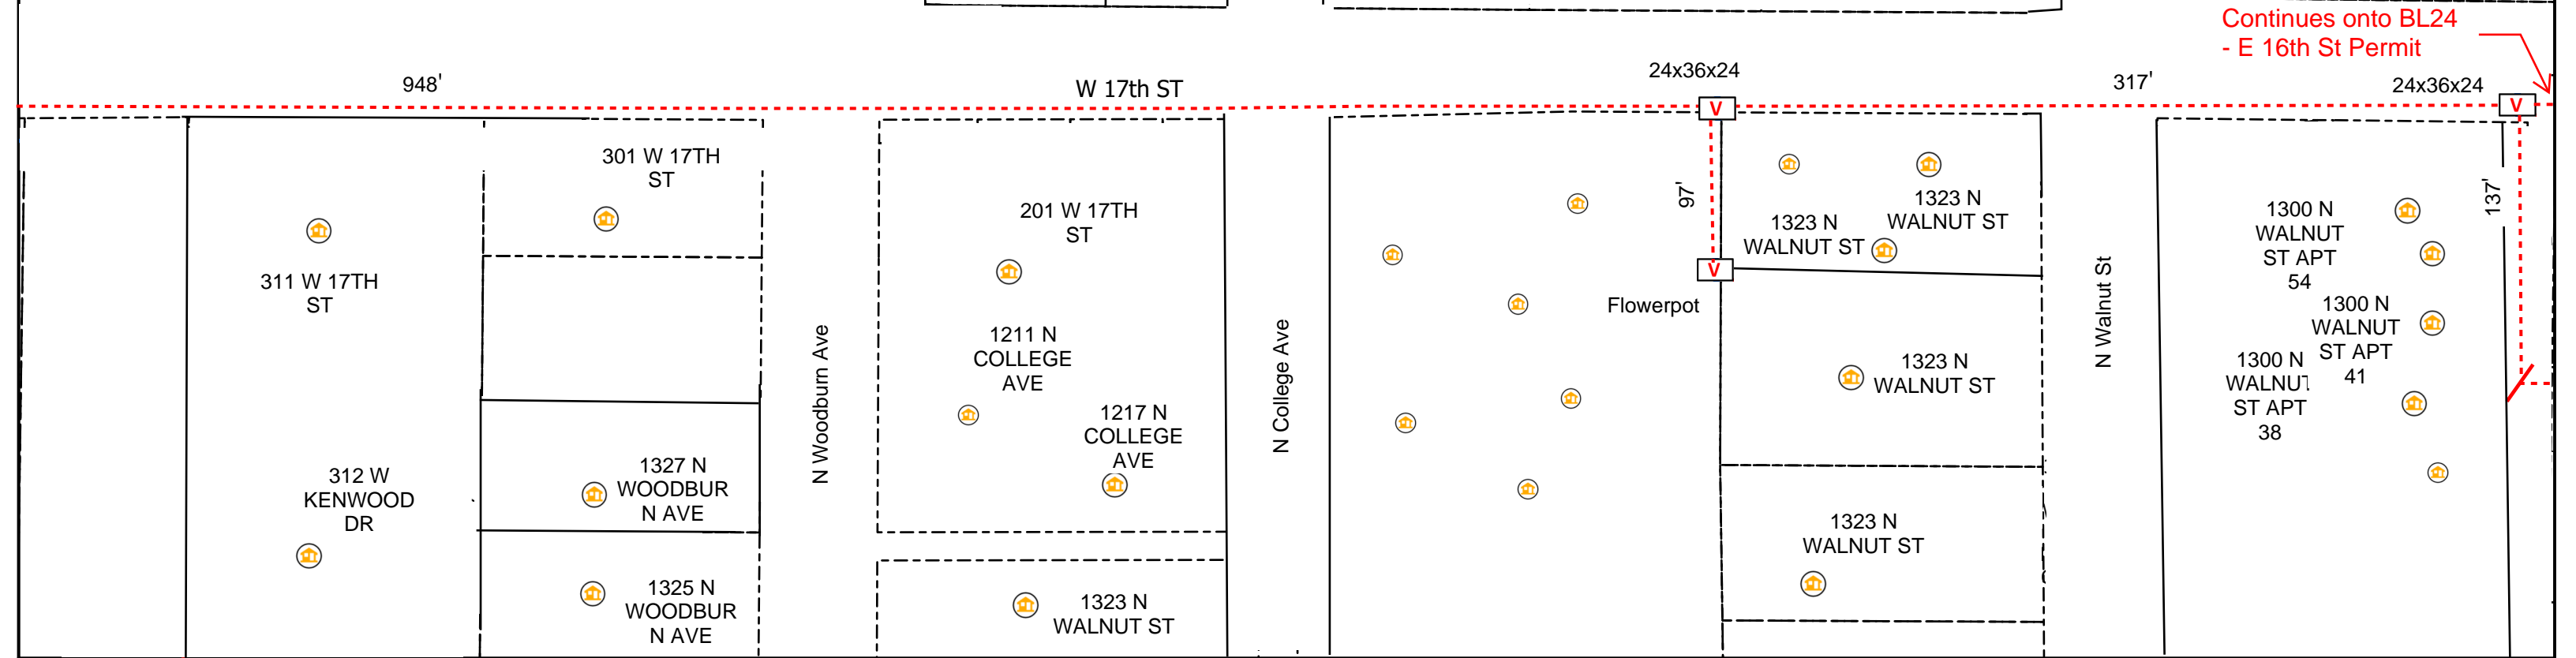 Continues onto BL24
- E 16th St Permit
948'
W 17th ST
24x36x24
317'
24x36x24
V
V
301 W 17TH
ST
311 W 17TH
ST
312 W
KENWOOD
DR
1327 N
WOODBUR
N AVE
1325 N
WOODBUR
N AVE
N Woodburn Ave
201 W 17TH
ST
1211 N
COLLEGE
AVE
1217 N
COLLEGE
AVE
1323 N
WALNUT ST
N College Ave
97'
V
Flowerpot
1323 N
WALNUT ST
1323 N
WALNUT ST
1323 N
WALNUT ST
1323 N
WALNUT ST
N Walnut St
1300 N
WALNUT
ST APT
54
1300 N
WALNUT
ST APT
41
1300 N
WALNUT
ST APT
38
137'